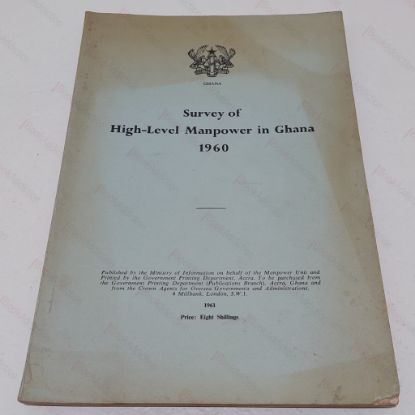 GHANA
Survey of
High-Level Manpower in Ghana
1960
Published by the Ministry of Information on behalf of the Manpower Unit and
Printed by the Government Printing Department, Accra. To be purchased from
the Government Printing Department (Publications Branch), Accra, Ghana and
from the Crown Agents for Oversea Governments and Administrations,
4 Millbank, London, S.W.1.
1961
Price: Eight Shillings